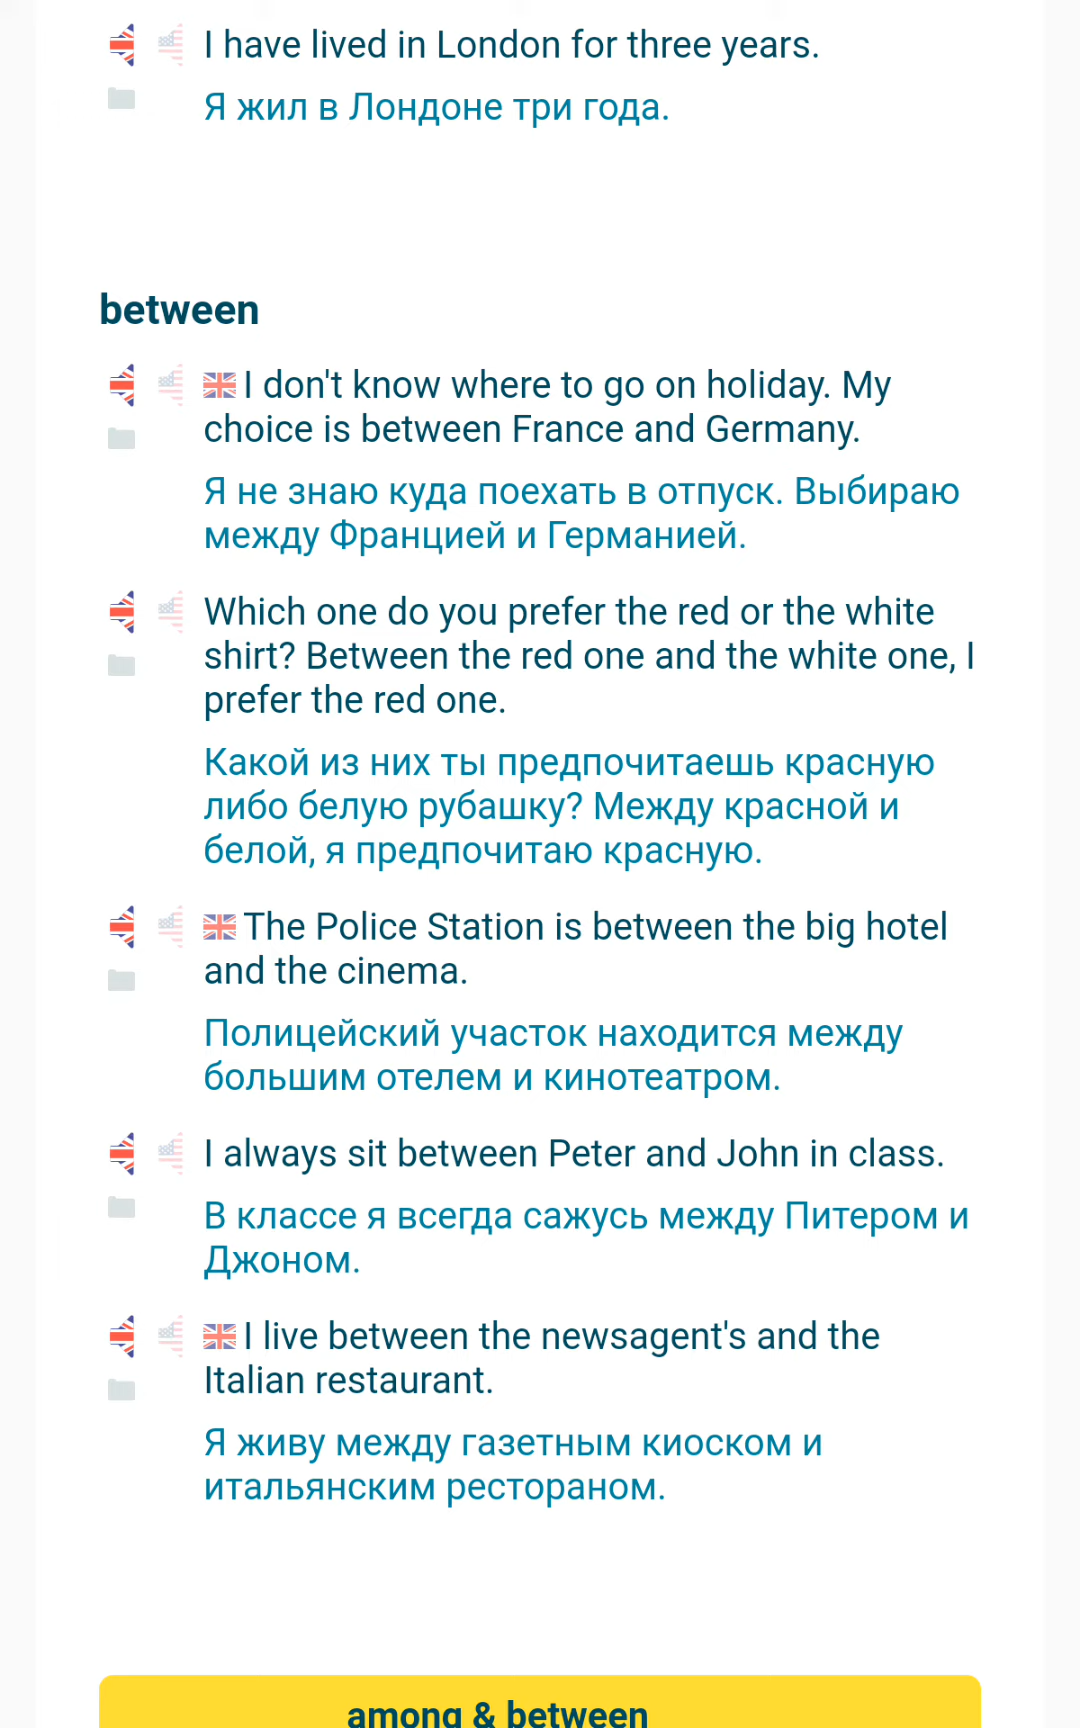 I have lived in London for three years.
Я жил в Лондоне три года.
between
I don't know where to go on holiday. My
choice is between France and Germany.
Я не знаю куда поехать в отпуск. Выбираю
между Францией и Германией.
Which one do you prefer the red or the white
shirt? Between the red one and the white one, I
prefer the red one.
Какой из них ты предпочитаешь красную
либо белую рубашку? Между красной и
белой, я предпочитаю красную.
The Police Station is between the big hotel
and the cinema.
Полицейский участок находится между
большим отелем и кинотеатром.
I always sit between Peter and John in class.
В классе я всегда сажусь между Питером и
Джоном.
I live between the newsagent's and the
Italian restaurant.
Я живу между газетным киоском и
итальянским рестораном.
among & between